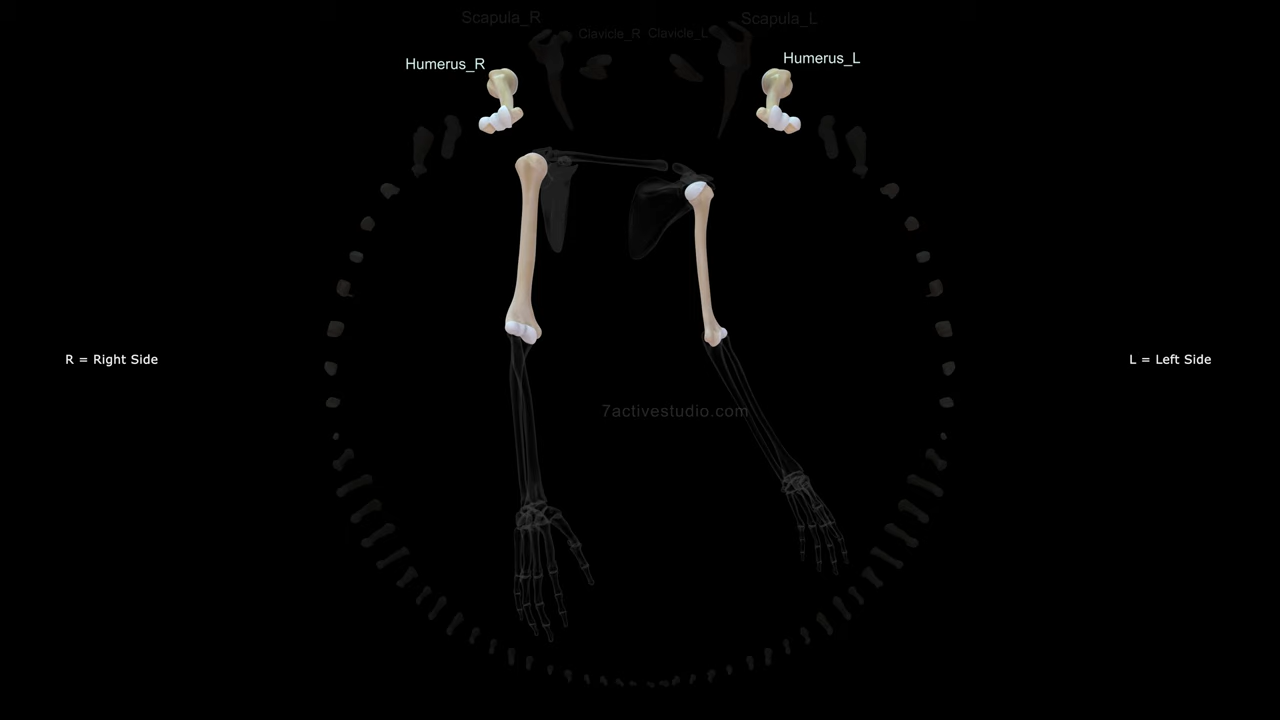 Scapula_R
Scapula_L
Clavicle_R
Clavicle_L
Humerus_R
Humerus_L
R = Right Side
L = Left Side
7activestudio.com